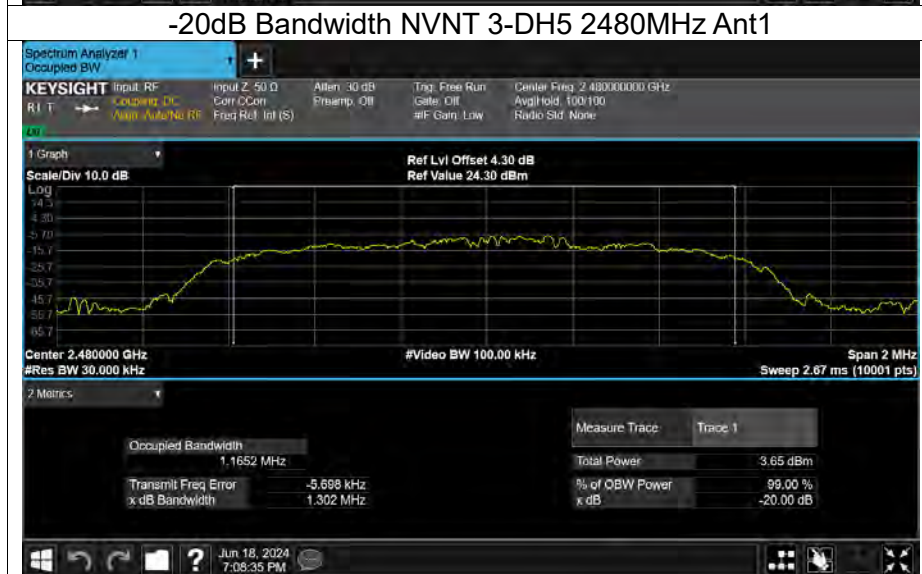 -20dB Bandwidth NVNT 3-DH5 2480MHz Ant1
Spectrum Analyzer 1
Occupied BW
KEYSIGHT Input: RF Input Z: 50 Ω Atten: 30 dB Trig: Free Run Center Freq: 2.480000000 GHz
RLT Coupling: DC Corr CCorr Preamp: Off Gate: Off Avg|Hold: 100/100
Align: Auto/No RF Freq Ref: Int (S) #IF Gain: Low Radio Std: None
1 Graph
Ref Lvl Offset 4.30 dB
Scale/Div 10.0 dB Ref Value 24.30 dBm
Log
14.3
4.30
-5.70
-15.7
-25.7
-35.7
-45.7
-55.7
-65.7
Center 2.480000 GHz #Video BW 100.00 kHz Span 2 MHz
#Res BW 30.000 kHz Sweep 2.67 ms (10001 pts)
2 Metrics
Measure Trace Trace 1
Occupied Bandwidth
1.1652 MHz Total Power 3.65 dBm
Transmit Freq Error -5.698 kHz % of OBW Power 99.00 %
x dB Bandwidth 1.302 MHz x dB -20.00 dB
Jun 18, 2024
7:08:35 PM